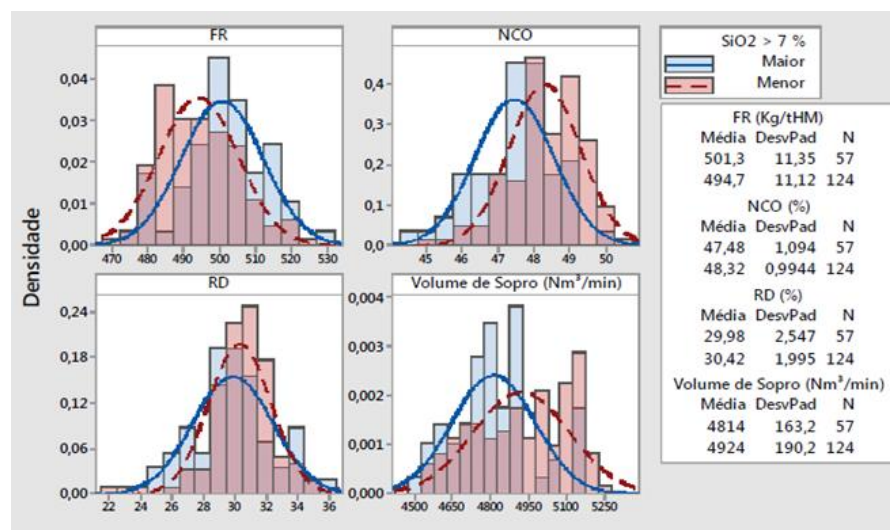 FR
NCO
0,04
0,03
0,02
0,01
0,00
470 480 490 500 510 520 530
0,4
0,3
0,2
0,1
0,0
45 46 47 48 49 50
Densidade
RD
Volume de Sopro (Nm³/min)
0,24
0,18
0,12
0,06
0,00
22 24 26 28 30 32 34 36
0,004
0,003
0,002
0,001
0,000
4500 4650 4800 4950 5100 5250
SiO2 > 7 %
Maior
Menor
FR (Kg/tHM)
Média DesvPad N
501,3 11,35 57
494,7 11,12 124
NCO (%)
Média DesvPad N
47,48 1,094 57
48,32 0,9944 124
RD (%)
Média DesvPad N
29,98 2,547 57
30,42 1,995 124
Volume de Sopro (Nm³/min)
Média DesvPad N
4814 163,2 57
4924 190,2 124